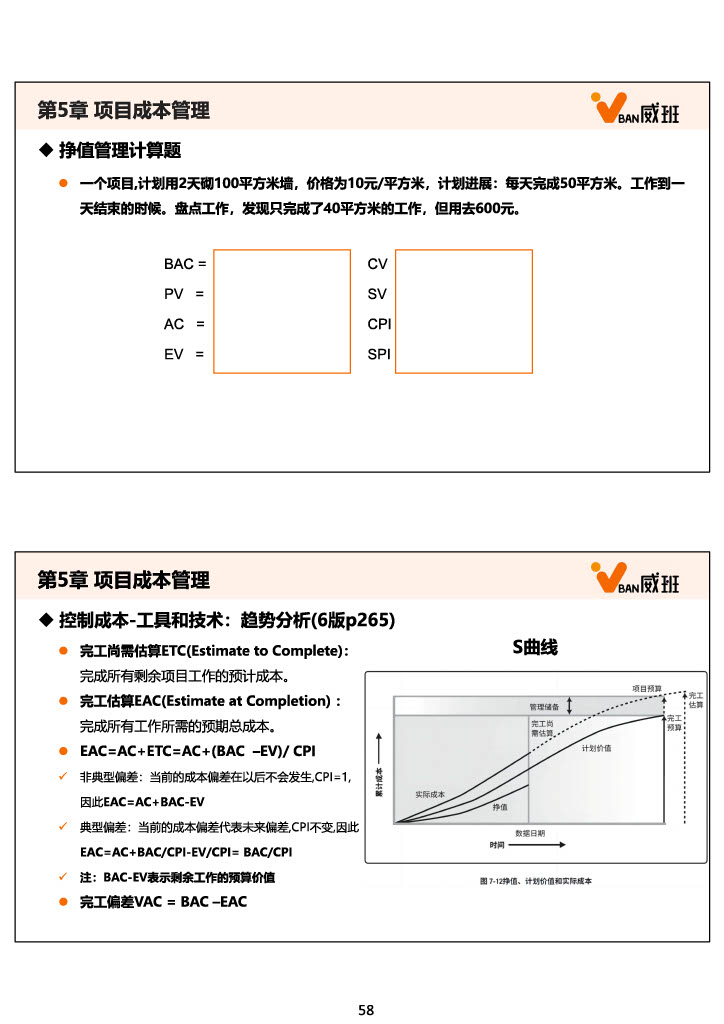 第5章 项目成本管理
VBAN威班
◆ 挣值管理计算题
● 一个项目,计划用2天砌100平方米墙，价格为10元/平方米，计划进展：每天完成50平方米。工作到一
天结束的时候。盘点工作，发现只完成了40平方米的工作，但用去600元。
BAC = CV
PV = SV
AC = CPI
EV = SPI
第5章 项目成本管理
VBAN威班
◆ 控制成本-工具和技术：趋势分析(6版p265)
● 完工尚需估算ETC(Estimate to Complete)：
完成所有剩余项目工作的预计成本。
● 完工估算EAC(Estimate at Completion)：
完成所有工作所需的预期总成本。
● EAC=AC+ETC=AC+(BAC –EV)/ CPI
✓ 非典型偏差：当前的成本偏差在以后不会发生,CPI=1,
因此EAC=AC+BAC-EV
✓ 典型偏差：当前的成本偏差代表未来偏差,CPI不变,因此
EAC=AC+BAC/CPI-EV/CPI= BAC/CPI
✓ 注：BAC-EV表示剩余工作的预算价值
● 完工偏差VAC = BAC –EAC
S曲线
项目预算
完工
估算
管理储备
完工尚
需估算
完工
预算
计划价值
累计成本
实际成本
挣值
数据日期
时间
图 7-12挣值、计划价值和实际成本
58